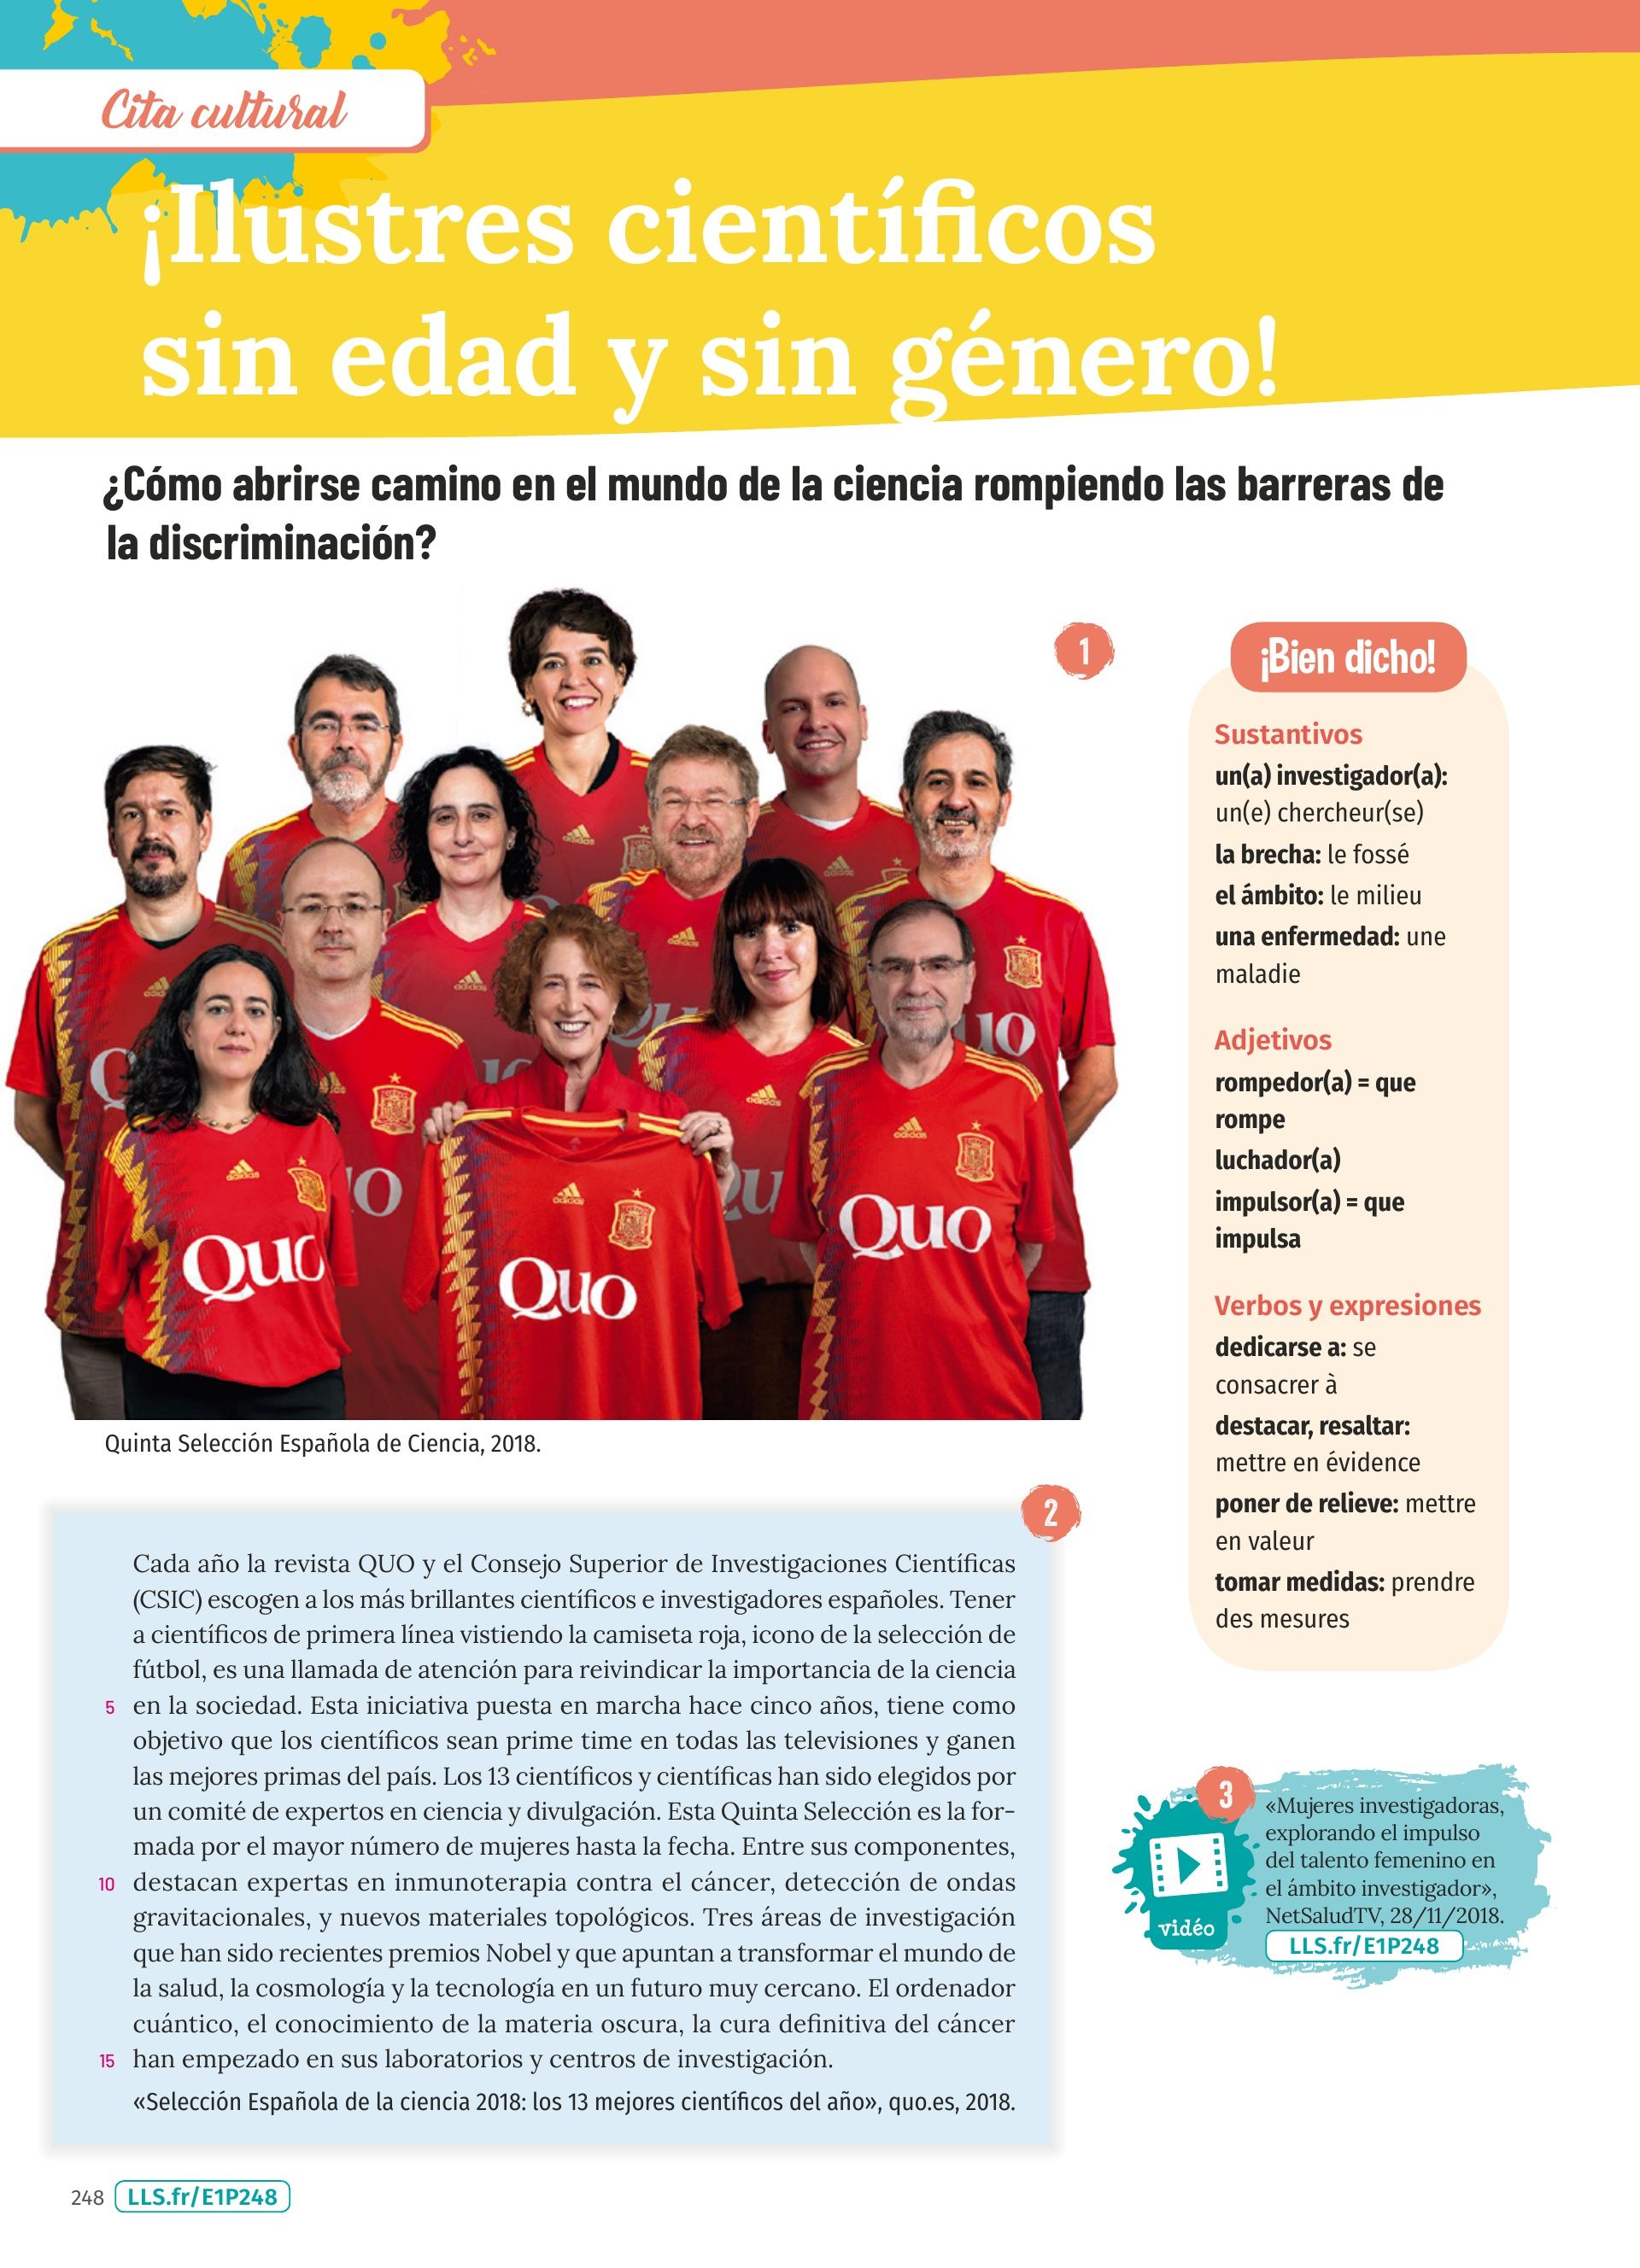 Cita cultural
¡Ilustres científicos
sin edad y sin género!
¿Cómo abrirse camino en el mundo de la ciencia rompiendo las barreras de
la discriminación?
1
adidas
adidas
adidas
adidas
adidas
adidas
adidas
adidas
adidas
adidas
Quo
Quo
Quo
Quinta Selección Española de Ciencia, 2018.
¡Bien dicho!
Sustantivos
un(a) investigador(a):
un(e) chercheur(se)
la brecha: le fossé
el ámbito: le milieu
una enfermedad: une
maladie
Adjetivos
rompedor(a) = que
rompe
luchador(a)
impulsor(a) = que
impulsa
Verbos y expresiones
dedicarse a: se
consacrer à
destacar, resaltar:
mettre en évidence
poner de relieve: mettre
en valeur
tomar medidas: prendre
des mesures
2
Cada año la revista QUO y el Consejo Superior de Investigaciones Científicas
(CSIC) escogen a los más brillantes científicos e investigadores españoles. Tener
a científicos de primera línea vistiendo la camiseta roja, icono de la selección de
fútbol, es una llamada de atención para reivindicar la importancia de la ciencia
5 en la sociedad. Esta iniciativa puesta en marcha hace cinco años, tiene como
objetivo que los científicos sean prime time en todas las televisiones y ganen
las mejores primas del país. Los 13 científicos y científicas han sido elegidos por
un comité de expertos en ciencia y divulgación. Esta Quinta Selección es la for-
mada por el mayor número de mujeres hasta la fecha. Entre sus componentes,
10 destacan expertas en inmunoterapia contra el cáncer, detección de ondas
gravitacionales, y nuevos materiales topológicos. Tres áreas de investigación
que han sido recientes premios Nobel y que apuntan a transformar el mundo de
la salud, la cosmología y la tecnología en un futuro muy cercano. El ordenador
cuántico, el conocimiento de la materia oscura, la cura definitiva del cáncer
15 han empezado en sus laboratorios y centros de investigación.
«Selección Española de la ciencia 2018: los 13 mejores científicos del año», quo.es, 2018.
3
vidéo
«Mujeres investigadoras,
explorando el impulso
del talento femenino en
el ámbito investigador»,
NetSaludTV, 28/11/2018.
LLS.fr/E1P248
248 LLS.fr/E1P248